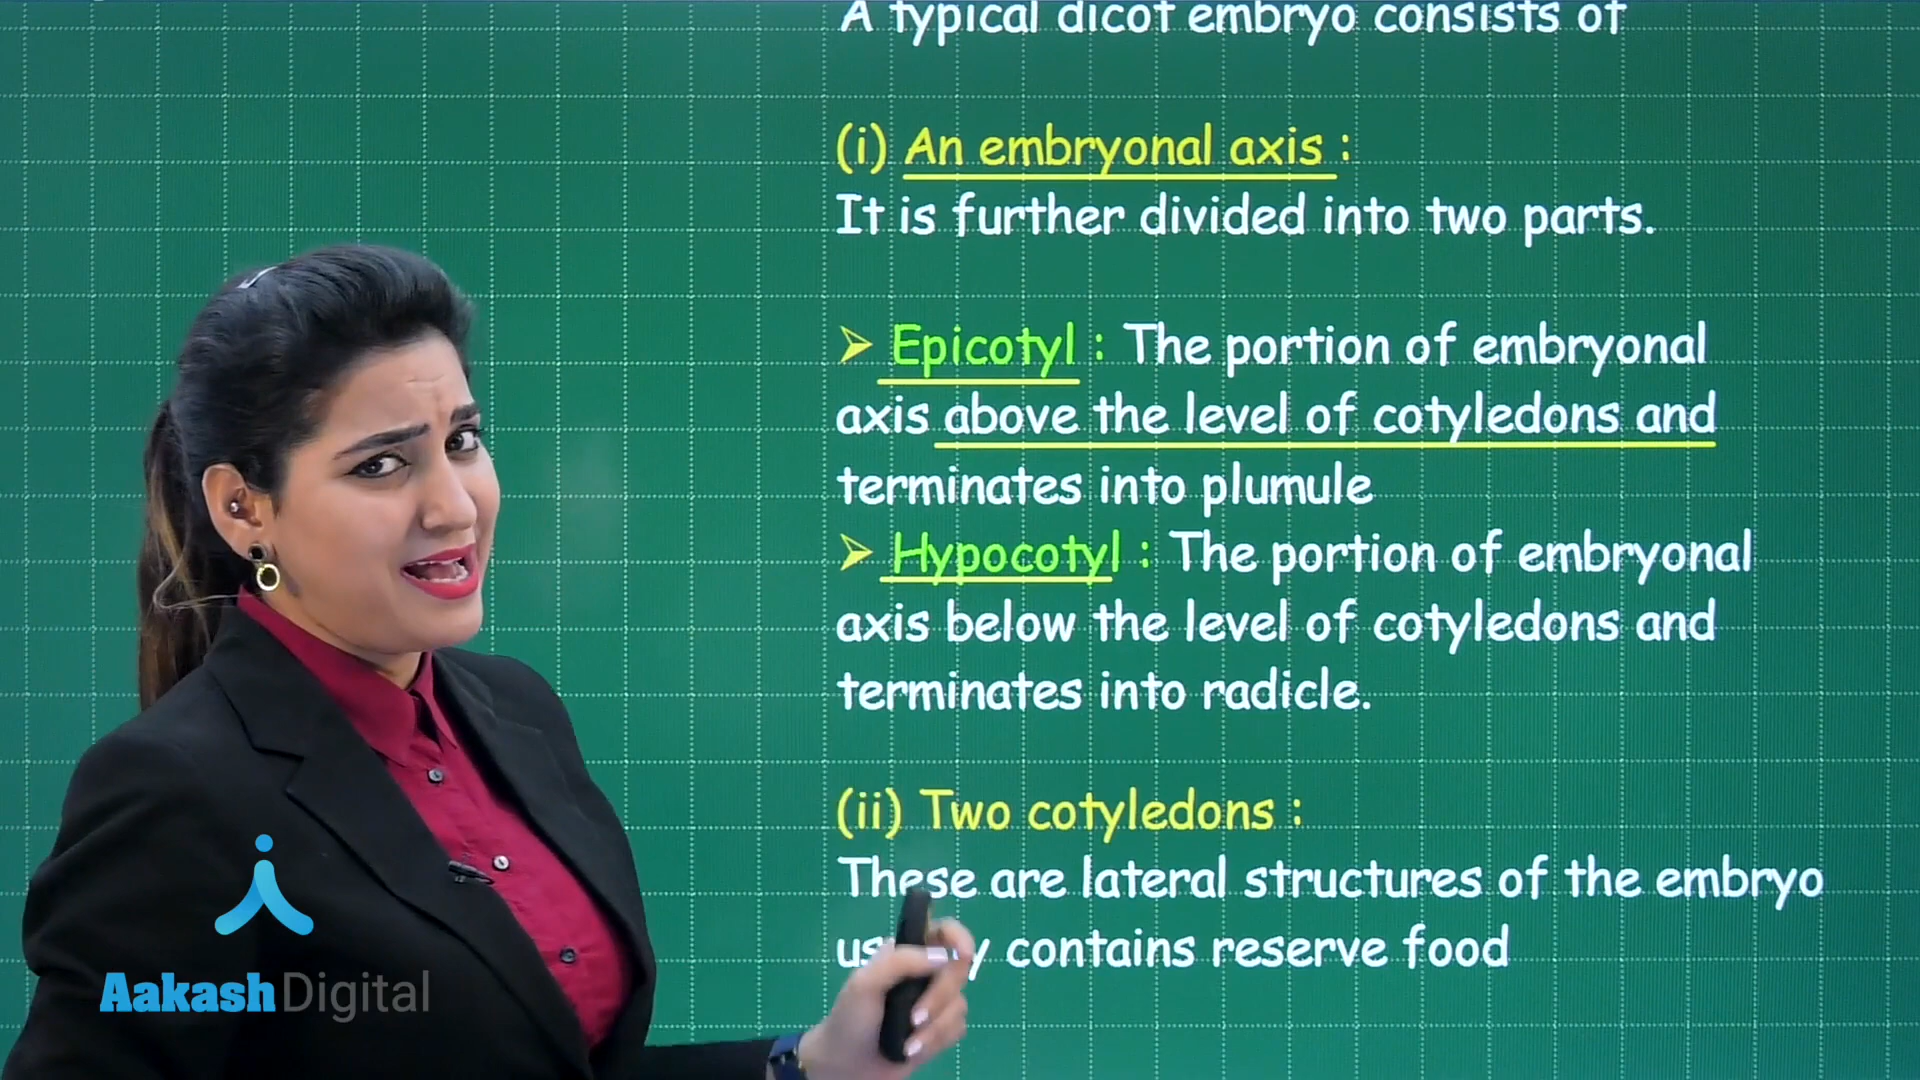 A typical dicot embryo consists of
(i) An embryonal axis :
It is further divided into two parts.
➤ Epicotyl : The portion of embryonal
axis above the level of cotyledons and
terminates into plumule
➤ Hypocotyl : The portion of embryonal
axis below the level of cotyledons and
terminates into radicle.
(ii) Two cotyledons :
These are lateral structures of the embryo
contains reserve food
Aakash Digital